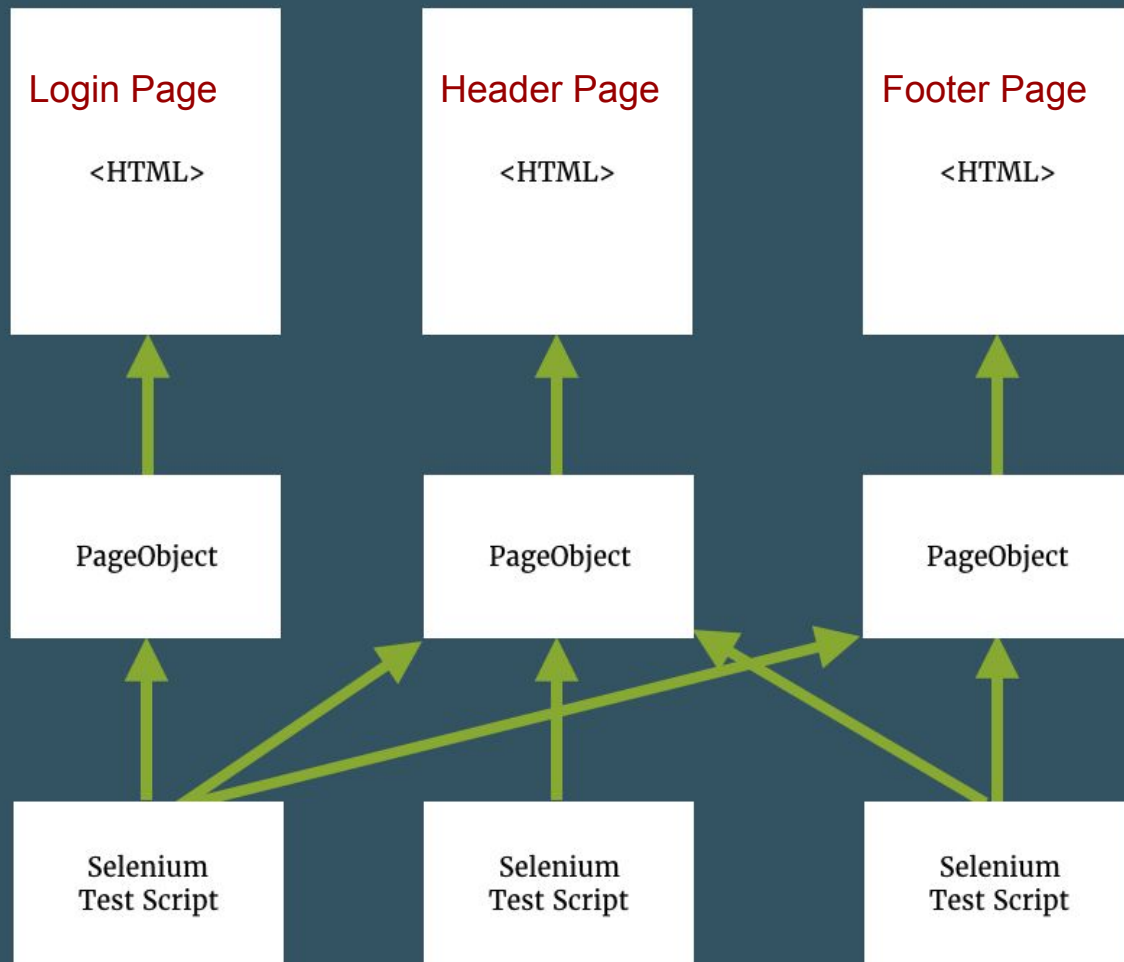 Login Page
Header Page
Footer Page
<HTML>
<HTML>
<HTML>
PageObject
PageObject
PageObject
Selenium
Test Script
Selenium
Test Script
Selenium
Test Script